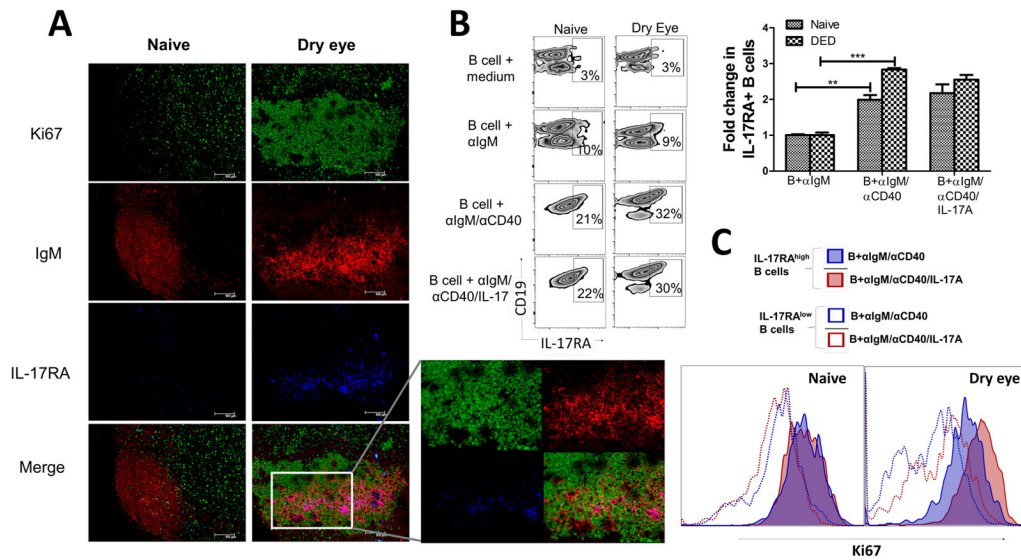 A
Naive
Dry eye
Ki67
IgM
IL-17RA
Merge
B
Naive
Dry Eye
B cell +
medium
3%
3%
B cell +
αIgM
10%
9%
B cell +
αIgM/αCD40
21%
32%
B cell + αIgM/
αCD40/IL-17
22%
30%
CD19
IL-17RA
Naive
DED
Fold change in
IL-17RA+ B cells
4
3
2
1
0
**
***
B+αIgM
B+αIgM/
αCD40
B+αIgM/
αCD40/
IL-17A
C
IL-17RAhigh
B cells
B+αIgM/αCD40
B+αIgM/αCD40/IL-17A
IL-17RAlow
B cells
B+αIgM/αCD40
B+αIgM/αCD40/IL-17A
Naive
Dry eye
Ki67